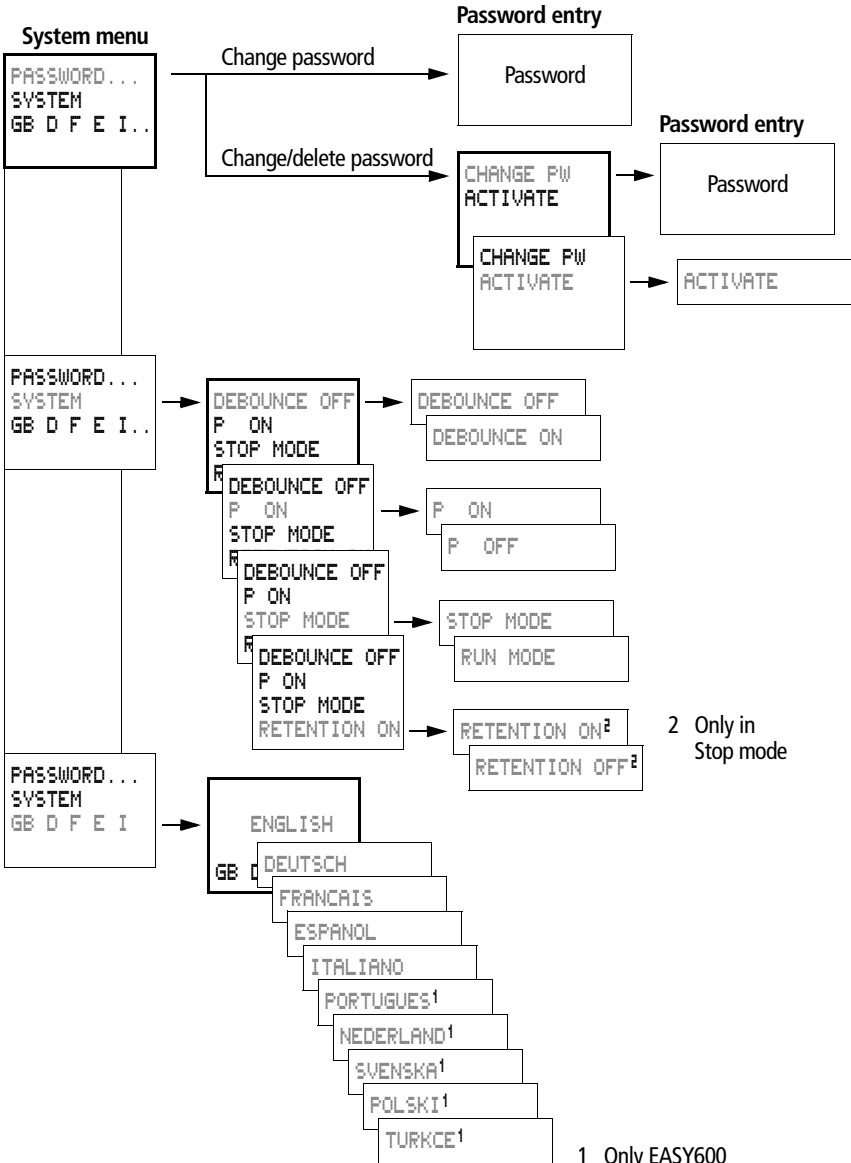 Password entry
System menu
PASSWORD...
SYSTEM
GB D F E I..
Change password
Password
Password entry
Change/delete password
CHANGE PW
ACTIVATE
Password
CHANGE PW
ACTIVATE
ACTIVATE
PASSWORD...
SYSTEM
GB D F E I..
DEBOUNCE OFF
P ON
STOP MODE
R
DEBOUNCE OFF
DEBOUNCE ON
DEBOUNCE OFF
P ON
STOP MODE
R
P ON
P OFF
DEBOUNCE OFF
P ON
STOP MODE
R
STOP MODE
RUN MODE
DEBOUNCE OFF
P ON
STOP MODE
RETENTION ON
RETENTION ON²
RETENTION OFF²
2 Only in
Stop mode
PASSWORD...
SYSTEM
GB D F E I
ENGLISH
GB D
DEUTSCH
FRANCAIS
ESPANOL
ITALIANO
PORTUGUES¹
NEDERLAND¹
SVENSKA¹
POLSKI¹
TURKCE¹
1 Only EASY600